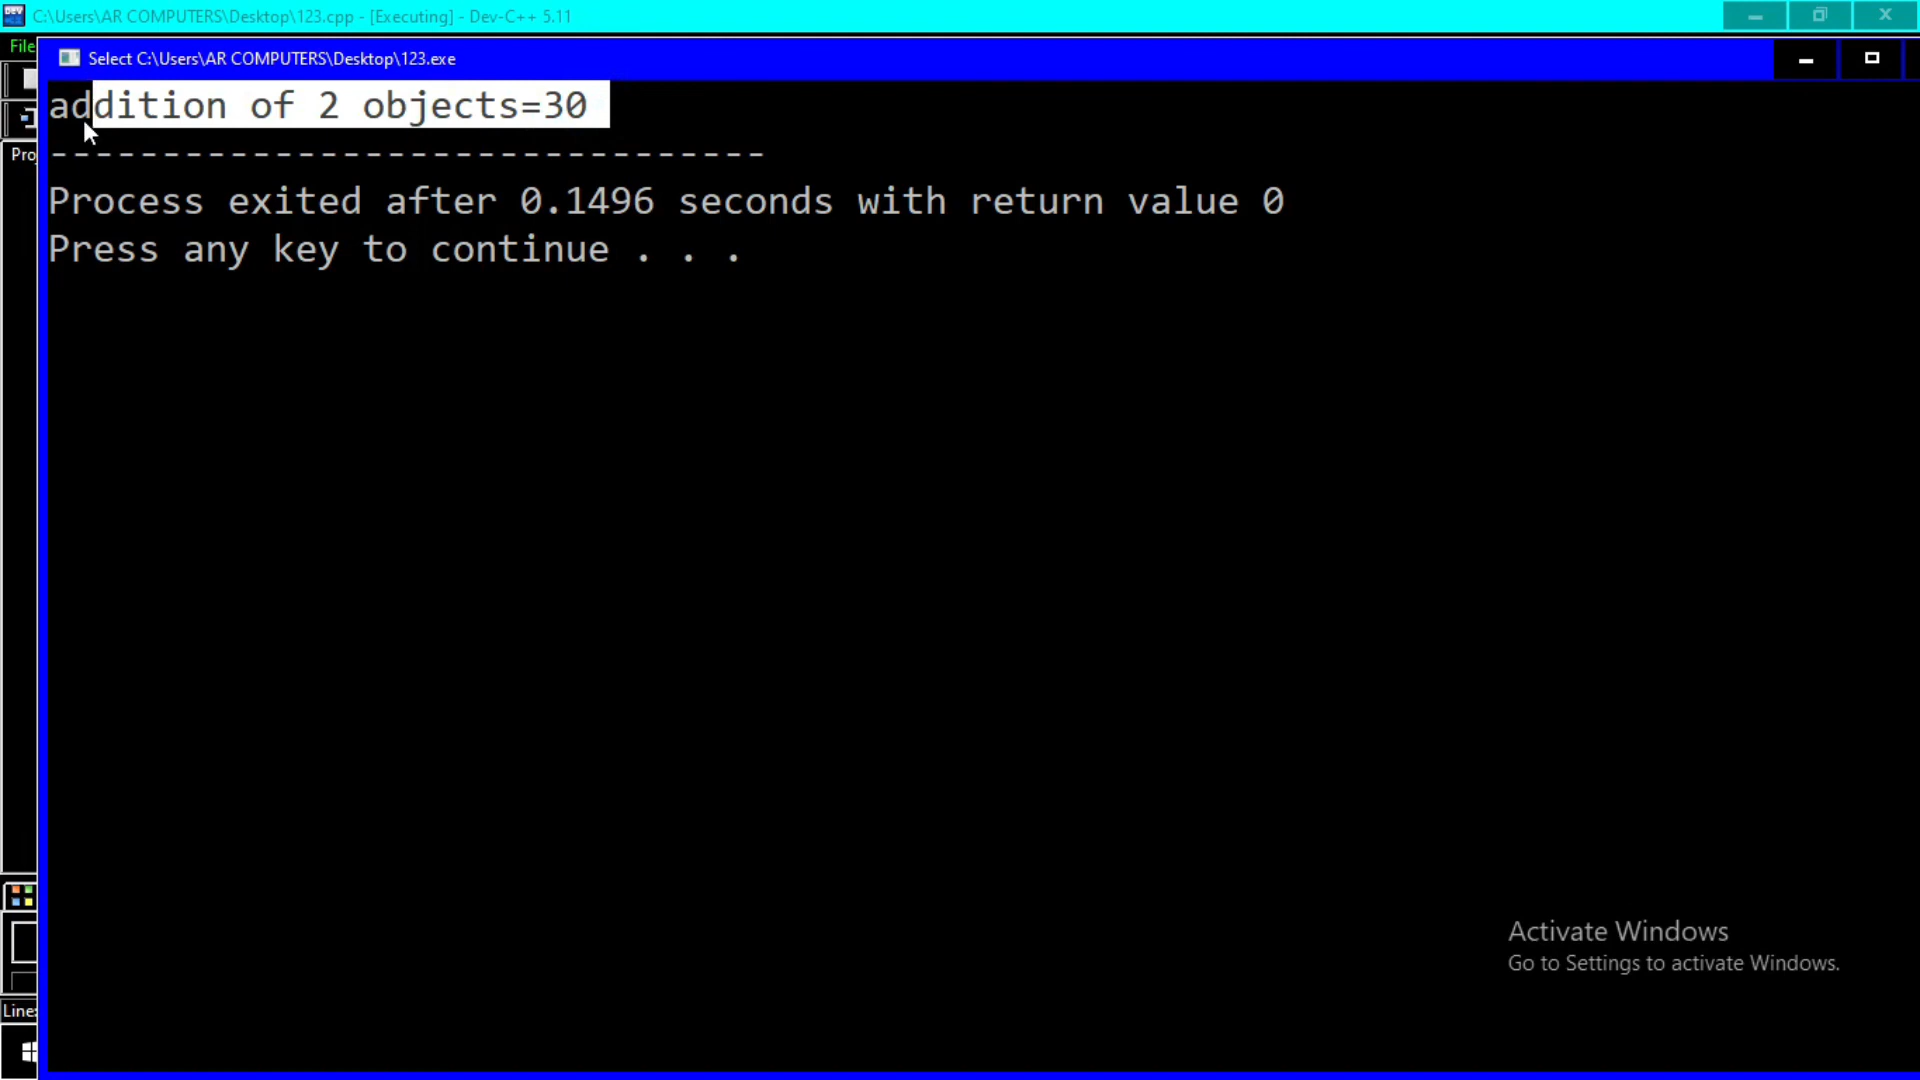 C:\Users\AR COMPUTERS\Desktop\123.cpp - [Executing] - Dev-C++ 5.11
File
Select C:\Users\AR COMPUTERS\Desktop\123.exe
addition of 2 objects=30
Pro
--------------------------------
Process exited after 0.1496 seconds with return value 0
Press any key to continue . . .
Activate Windows
Go to Settings to activate Windows.
Line: